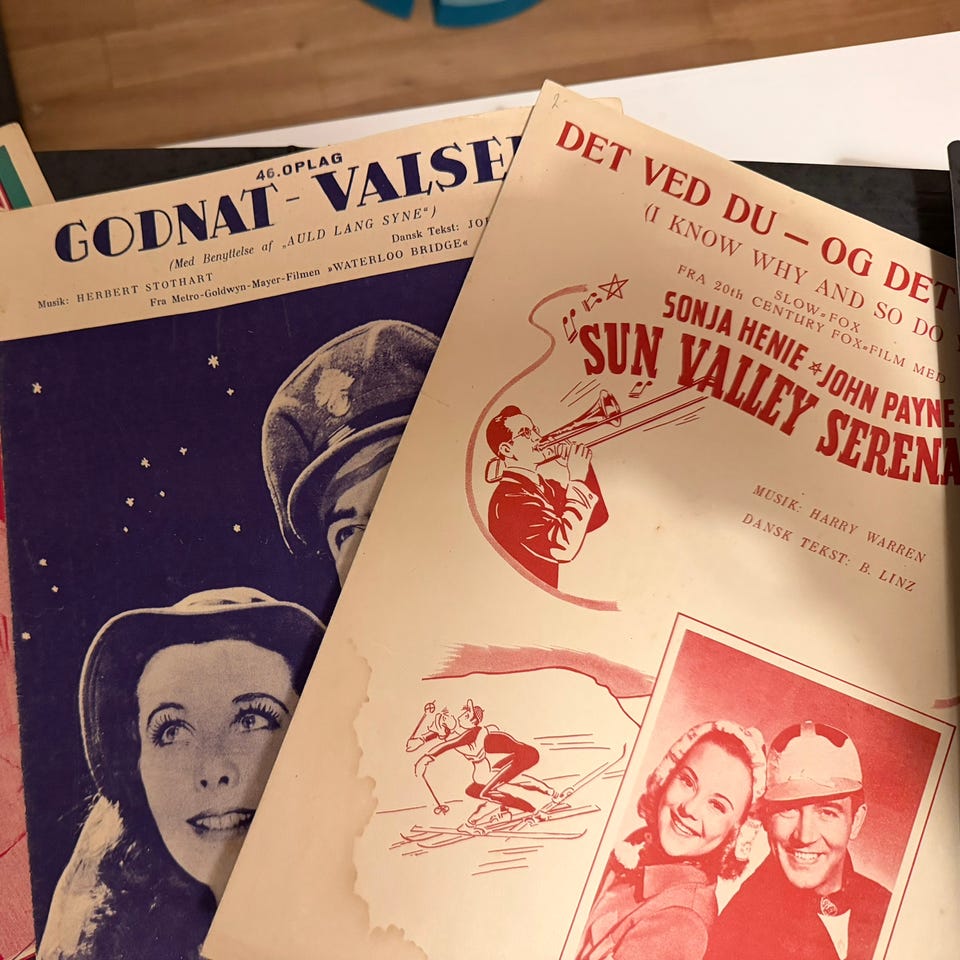 46.OPLAG
GODNAT - VALSE
(Med Benyttelse af „AULD LANG SYNE“)
Musik: HERBERT STOTHART
Dansk Tekst:
Fra Metro-Goldwyn-Mayer-Filmen »WATERLOO BRIDGE«
2
DET VED DU – OG DET
(I KNOW WHY AND SO DO
SLOW-FOX
FRA 20th CENTURY FOX-FILM MED
SONJA HENIE ☆ JOHN PAYNE
SUN VALLEY SERENA
MUSIK: HARRY WARREN
DANSK TEKST: B. LINZ